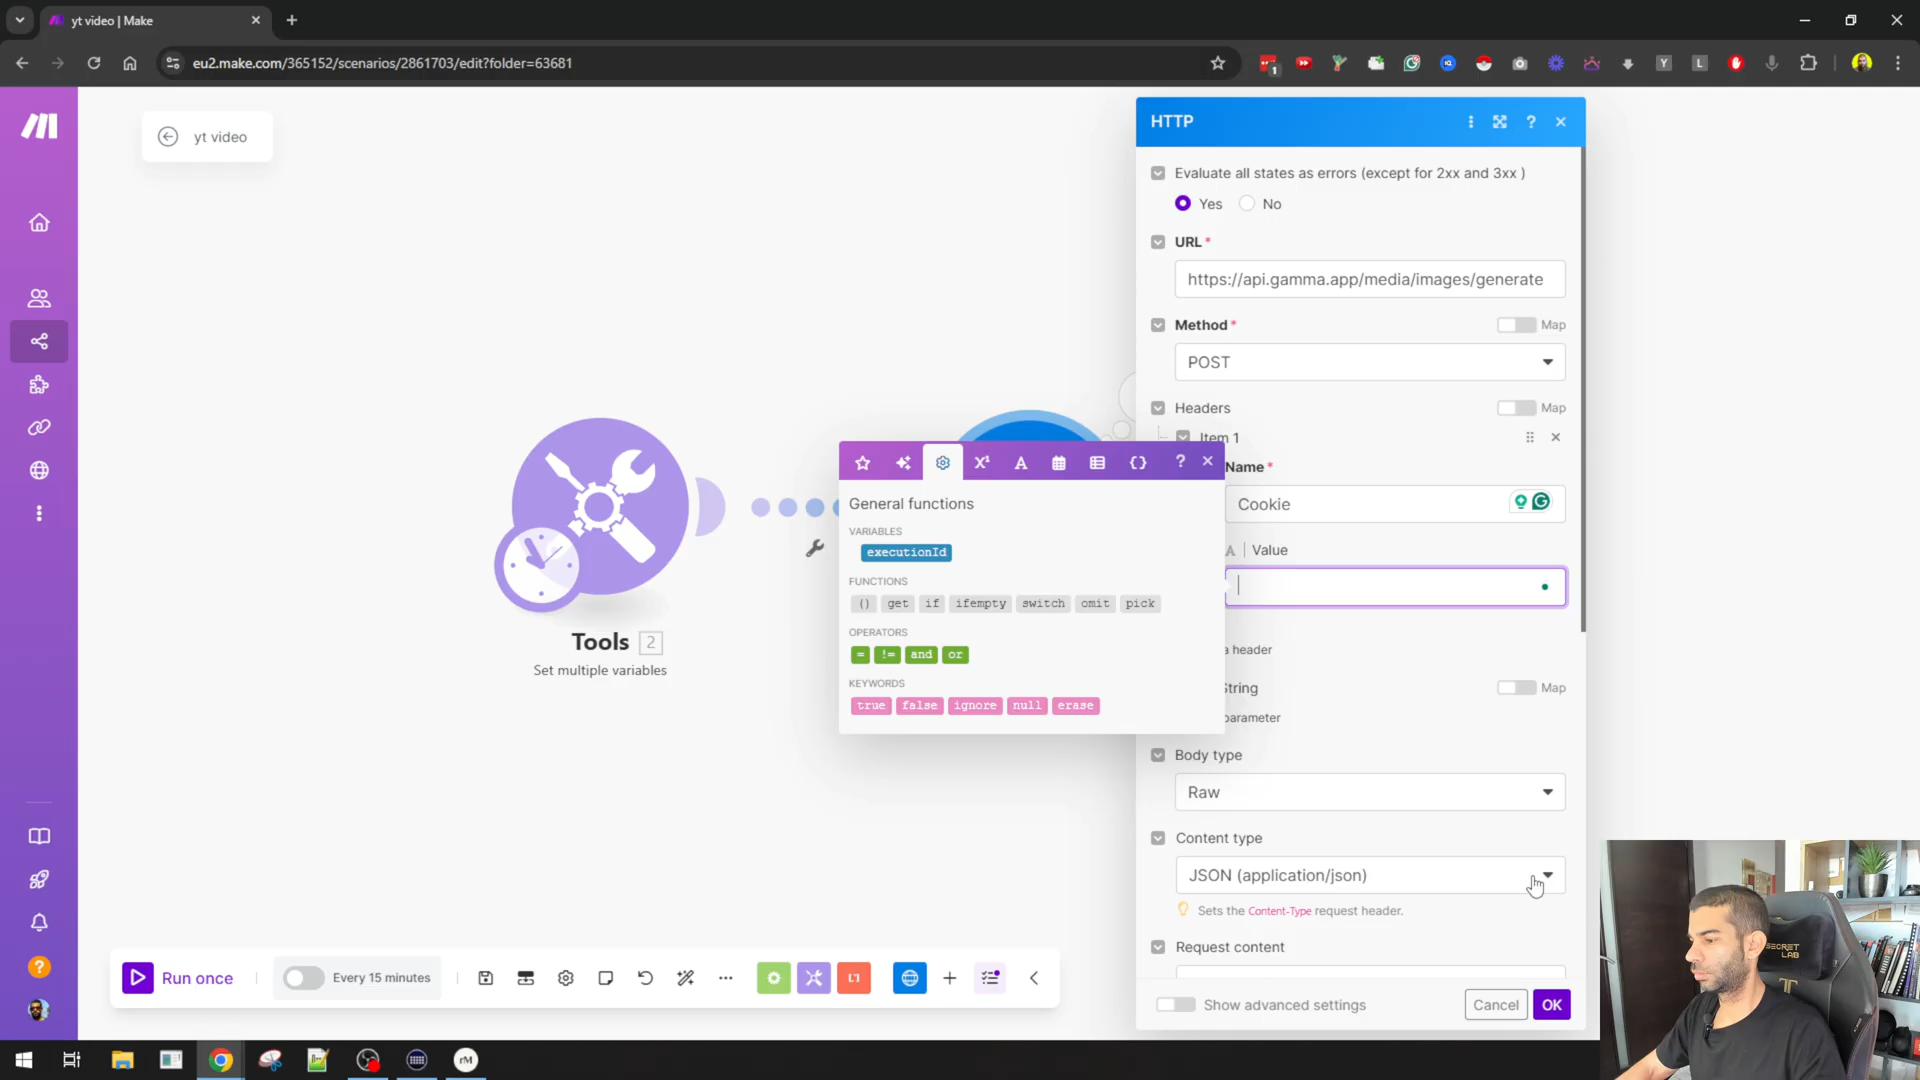 yt video | Make
eu2.make.com/365152/scenarios/2861703/edit?folder=63681
1
Y
L
yt video
HTTP
?
Evaluate all states as errors (except for 2xx and 3xx )
Yes
No
URL *
https://api.gamma.app/media/images/generate
Method *
Map
POST
Headers
Map
Item 1
Name *
Cookie
A | Value
General functions
VARIABLES
executionId
FUNCTIONS
() get if ifempty switch omit pick
OPERATORS
= != and or
KEYWORDS
true false ignore null erase
a header
String
Map
parameter
Body type
Raw
Content type
JSON (application/json)
Sets the Content-Type request header.
Request content
Show advanced settings
Cancel
OK
Tools 2
Set multiple variables
Run once
Every 15 minutes
rM
SECRET
LAB